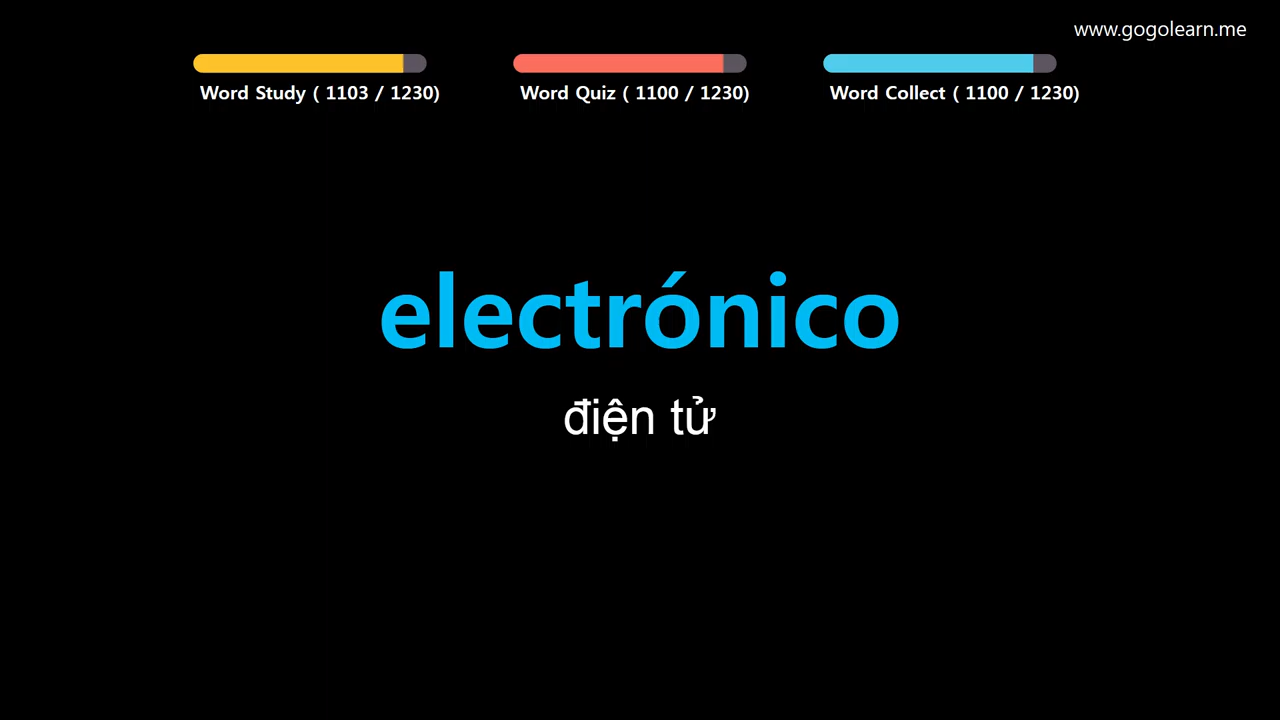 www.gogolearn.me
Word Study ( 1103 / 1230)
Word Quiz ( 1100 / 1230)
Word Collect ( 1100 / 1230)
electrónico
điện tử